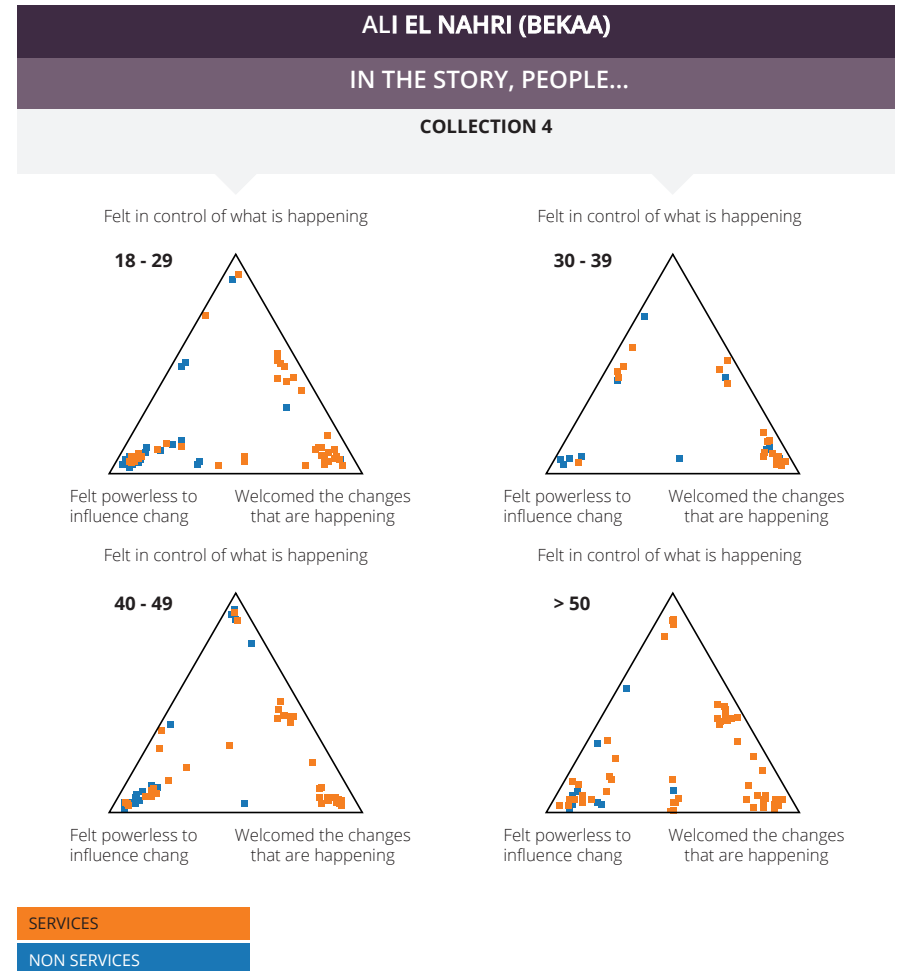 ALI EL NAHRI (BEKAA)
IN THE STORY, PEOPLE...
COLLECTION 4
Felt in control of what is happening
18 - 29
Felt powerless to
influence chang
Welcomed the changes
that are happening
Felt in control of what is happening
30 - 39
Felt powerless to
influence chang
Welcomed the changes
that are happening
Felt in control of what is happening
40 - 49
Felt powerless to
influence chang
Welcomed the changes
that are happening
Felt in control of what is happening
> 50
Felt powerless to
influence chang
Welcomed the changes
that are happening
SERVICES
NON SERVICES